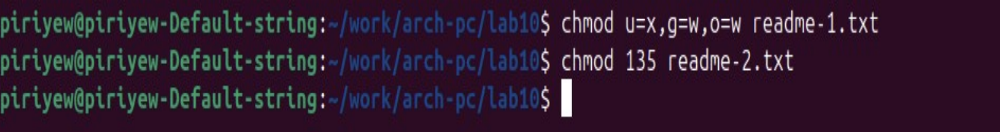 piriyew@piriyew-Default-string:~/work/arch-pc/lab10$ chmod u=x,g=w,o=w readme-1.txt
piriyew@piriyew-Default-string:~/work/arch-pc/lab10$ chmod 135 readme-2.txt
piriyew@piriyew-Default-string:~/work/arch-pc/lab10$